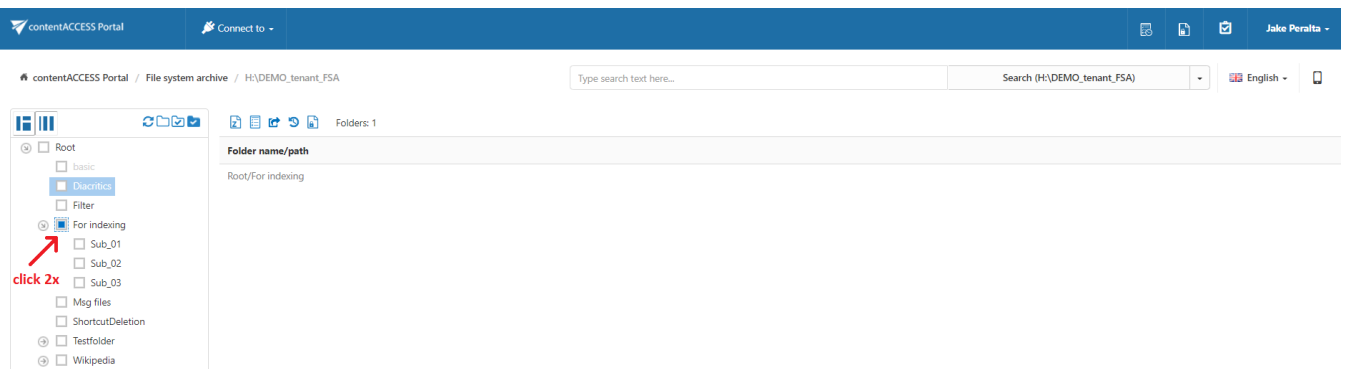 contentACCESS Portal
Connect to
Jake Peralta
contentACCESS Portal / File system archive / H:\DEMO_tenant_FSA
Type search text here...
Search (H:\DEMO_tenant_FSA)
English
Folders: 1
Root
Folder name/path
basic
Root/For indexing
Diacritics
Filter
For indexing
Sub_01
Sub_02
click 2x
Sub_03
Msg files
ShortcutDeletion
Testfolder
Wikipedia